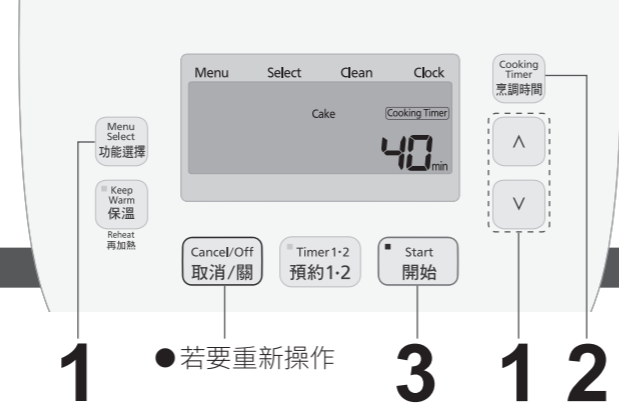 Menu Select Clean Clock
Cake Cooking Timer
40 min
Menu
Select
功能選擇
Keep
Warm
保溫
Reheat
再加熱
Cancel/Off
取消/關
Timer1·2
預約1·2
Start
開始
Cooking
Timer
烹調時間
∧
∨
1
●若要重新操作
3
1
2